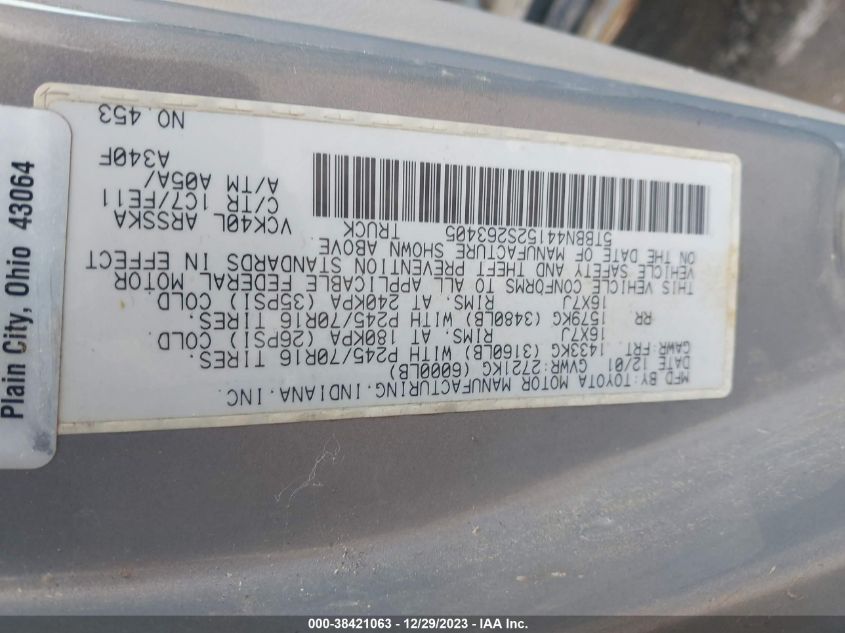 MFD BY:TOYOTA MOTOR MANUFACTURING,INDIANA.INC.
DATE 12/01 GVWR:2721KG (6000LB)
GAWR:FRT 1433KG (3160LB) WITH P245/70R16 TIRES.
16X7J RIMS. AT 180KPA (26PSI) COLD.
RR 1579KG (3480LB) WITH P245/70R16 TIRES.
16X7J RIMS. AT 240KPA (35PSI) COLD.
THIS VEHICLE CONFORMS TO ALL APPLICABLE FEDERAL MOTOR
VEHICLE SAFETY AND THEFT PREVENTION STANDARDS IN EFFECT
ON THE DATE OF MANUFACTURE SHOWN ABOVE.
5TBBN44152S263405 TRUCK
VCK40L ARSSKA
C/TR 1C7/FE11
A/TM A05A/
A340F
NO.453
Plain City, Ohio 43064
000-38421063 - 12/29/2023 - IAA Inc.